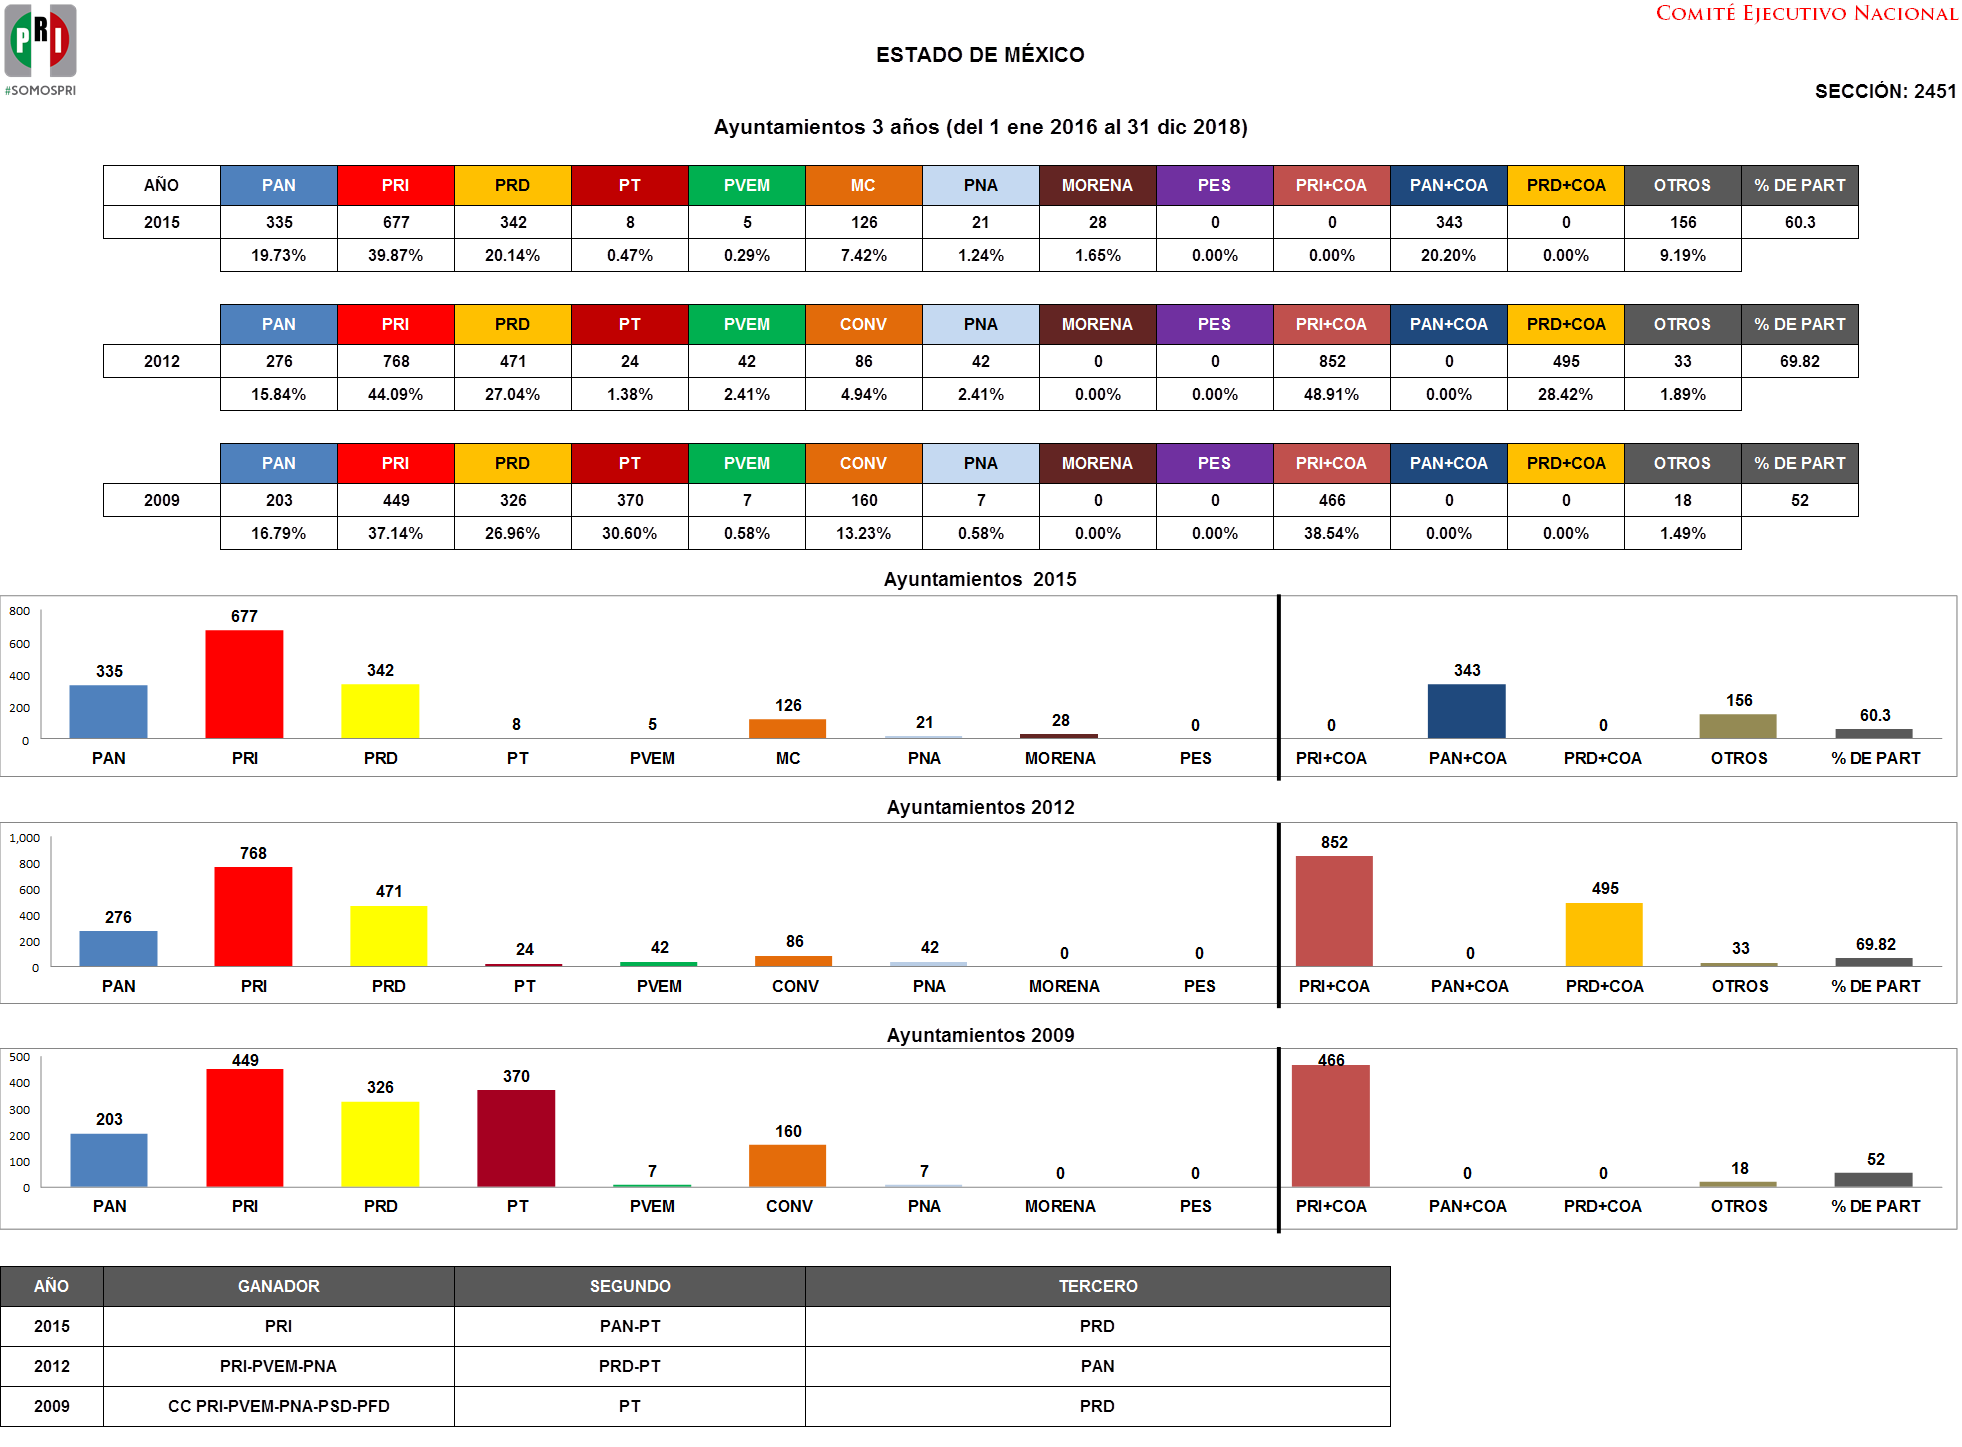 PRI
#SOMOSPRI
COMITÉ EJECUTIVO NACIONAL
ESTADO DE MÉXICO
SECCIÓN: 2451
Ayuntamientos 3 años (del 1 ene 2016 al 31 dic 2018)
AÑO PAN PRI PRD PT PVEM MC PNA MORENA PES PRI+COA PAN+COA PRD+COA OTROS % DE PART
2015 335 677 342 8 5 126 21 28 0 0 343 0 156 60.3
19.73% 39.87% 20.14% 0.47% 0.29% 7.42% 1.24% 1.65% 0.00% 0.00% 20.20% 0.00% 9.19%
PAN PRI PRD PT PVEM CONV PNA MORENA PES PRI+COA PAN+COA PRD+COA OTROS % DE PART
2012 276 768 471 24 42 86 42 0 0 852 0 495 33 69.82
15.84% 44.09% 27.04% 1.38% 2.41% 4.94% 2.41% 0.00% 0.00% 48.91% 0.00% 28.42% 1.89%
PAN PRI PRD PT PVEM CONV PNA MORENA PES PRI+COA PAN+COA PRD+COA OTROS % DE PART
2009 203 449 326 370 7 160 7 0 0 466 0 0 18 52
16.79% 37.14% 26.96% 30.60% 0.58% 13.23% 0.58% 0.00% 0.00% 38.54% 0.00% 0.00% 1.49%
Ayuntamientos 2015
800
600
400
200
0
335 677 342 8 5 126 21 28 0 0 343 0 156 60.3
PAN PRI PRD PT PVEM MC PNA MORENA PES PRI+COA PAN+COA PRD+COA OTROS % DE PART
Ayuntamientos 2012
1,000
800
600
400
200
0
276 768 471 24 42 86 42 0 0 852 0 495 33 69.82
PAN PRI PRD PT PVEM CONV PNA MORENA PES PRI+COA PAN+COA PRD+COA OTROS % DE PART
Ayuntamientos 2009
500
400
300
200
100
0
203 449 326 370 7 160 7 0 0 466 0 0 18 52
PAN PRI PRD PT PVEM CONV PNA MORENA PES PRI+COA PAN+COA PRD+COA OTROS % DE PART
AÑO GANADOR SEGUNDO TERCERO
2015 PRI PAN-PT PRD
2012 PRI-PVEM-PNA PRD-PT PAN
2009 CC PRI-PVEM-PNA-PSD-PFD PT PRD